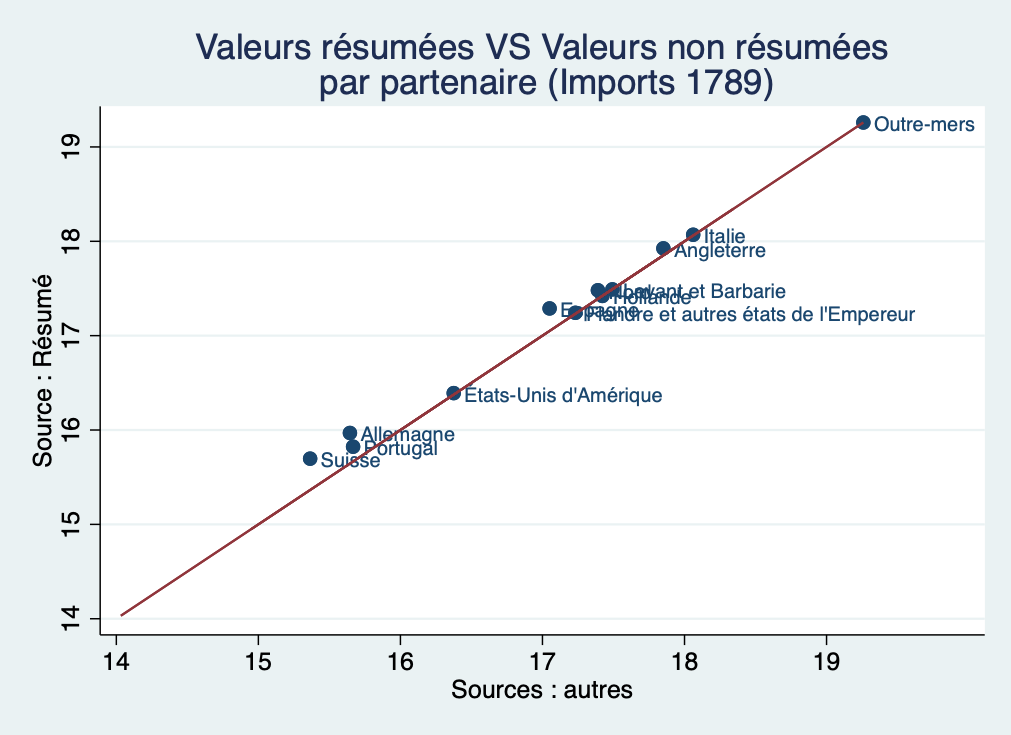 Valeurs résumées VS Valeurs non résumées
par partenaire (Imports 1789)
Source : Résumé
19
18
17
16
15
14
Outre-mers
Italie
Angleterre
Levant et Barbarie
Nord
Hollande
Espagne
Flandre et autres états de l'Empereur
États-Unis d'Amérique
Allemagne
Portugal
Suisse
14 15 16 17 18 19
Sources : autres